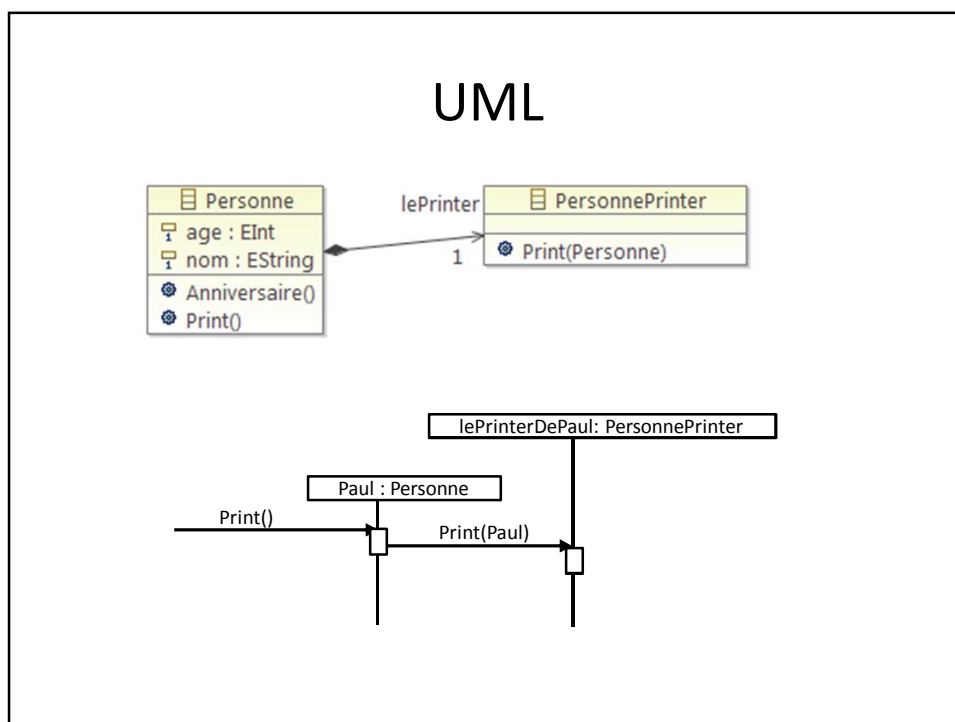 UML
Personne
age : EInt
nom : EString
Anniversaire()
Print()
lePrinter
1
PersonnePrinter
Print(Personne)
lePrinterDePaul: PersonnePrinter
Paul : Personne
Print()
Print(Paul)